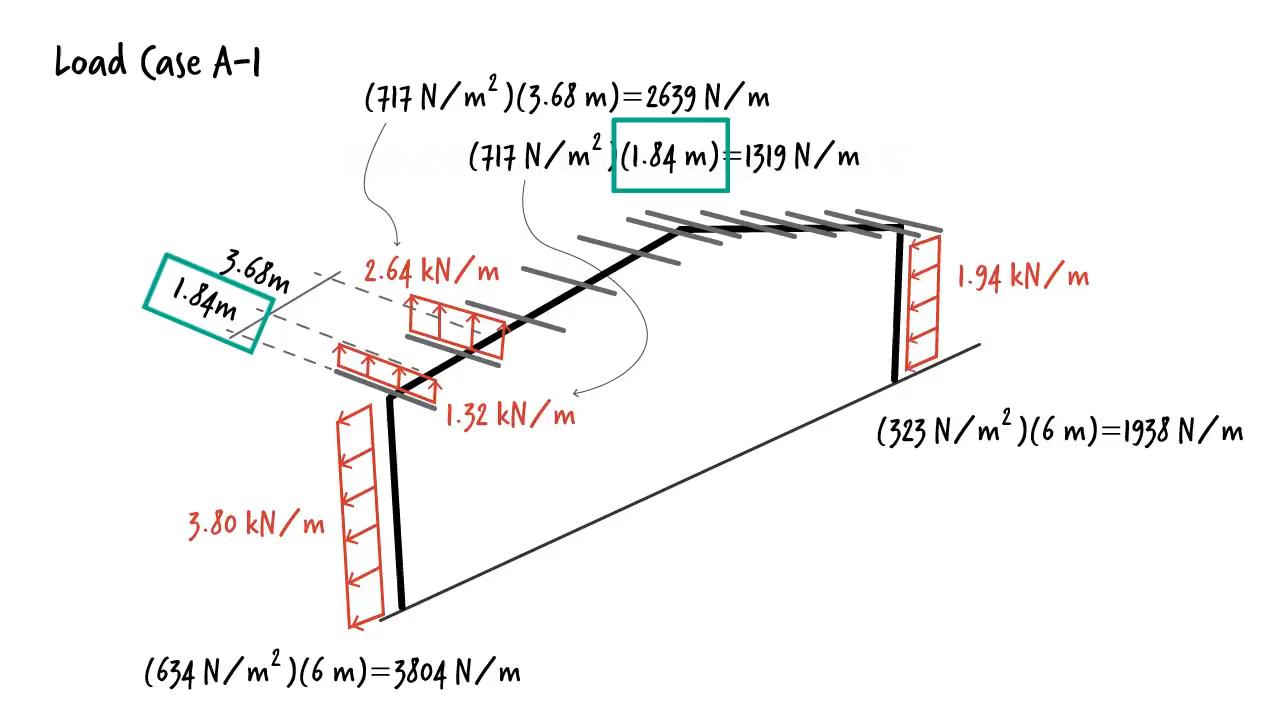 Load Case A-1
(717 N/m²)(3.68 m)=2639 N/m
(717 N/m²)(1.84 m)=1319 N/m
3.68m
1.84m
2.64 kN/m
1.94 kN/m
1.32 kN/m
(323 N/m²)(6 m)=1938 N/m
3.80 kN/m
(634 N/m²)(6 m)=3804 N/m